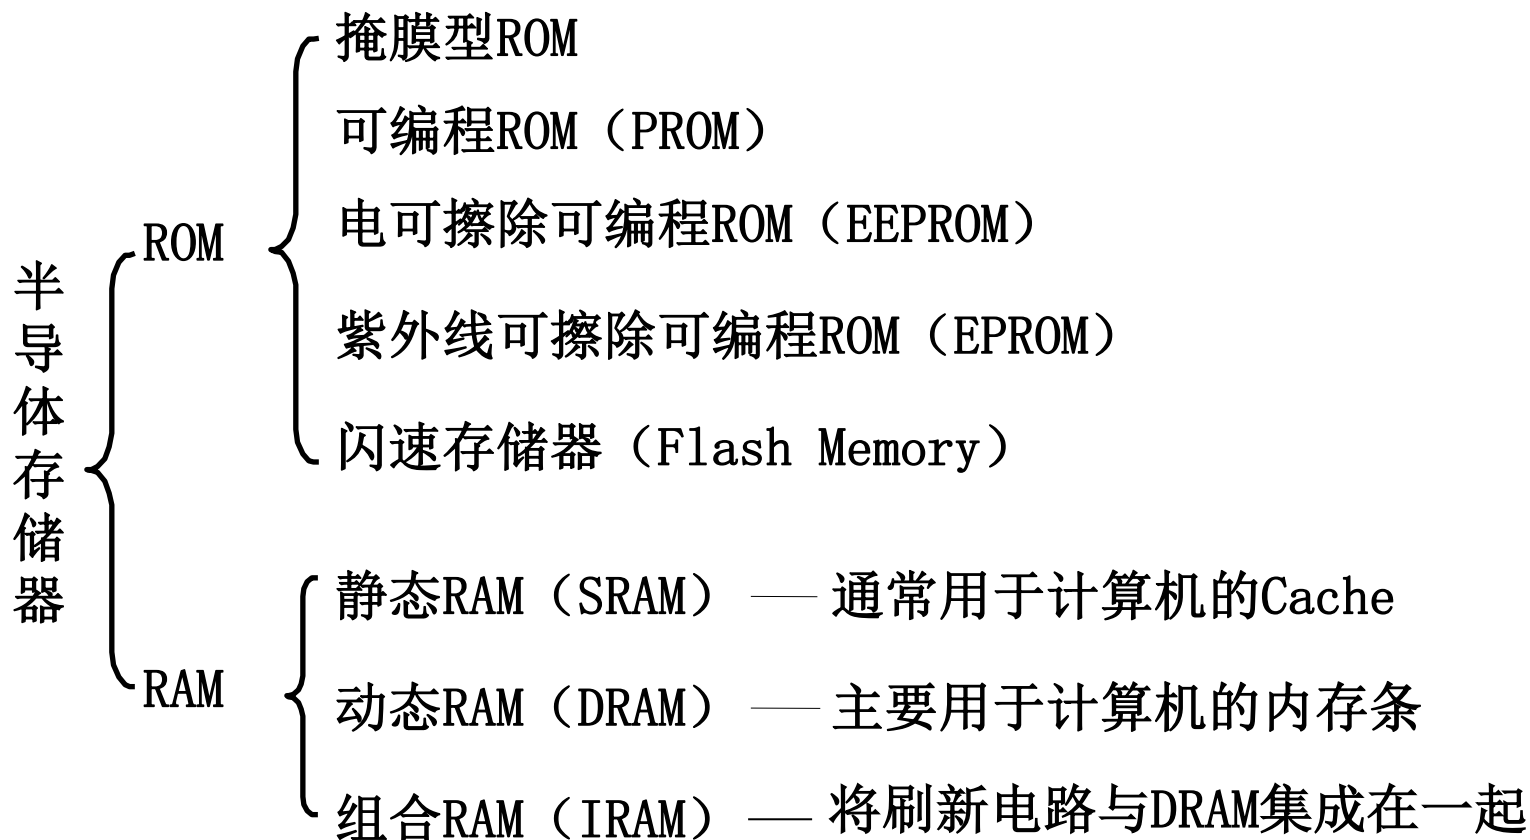 半导体存储器
ROM
掩膜型ROM
可编程ROM（PROM）
电可擦除可编程ROM（EEPROM）
紫外线可擦除可编程ROM（EPROM）
闪速存储器（Flash Memory）
RAM
静态RAM（SRAM） — 通常用于计算机的Cache
动态RAM（DRAM） — 主要用于计算机的内存条
组合RAM（IRAM） — 将刷新电路与DRAM集成在一起